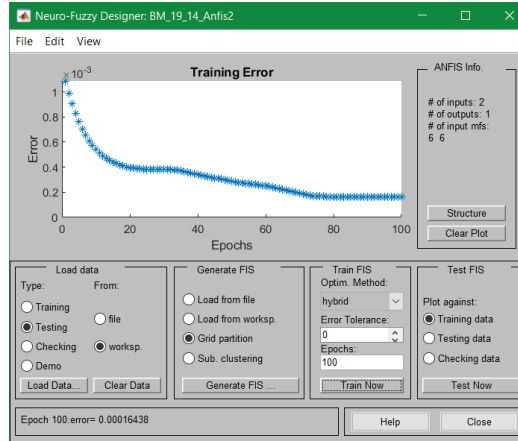 Neuro-Fuzzy Designer: BM_19_14_Anfis2
File Edit View
×10-3
Training Error
1
0.8
0.6
0.4
0.2
0
Error
0 20 40 60 80 100
Epochs
ANFIS Info.
# of inputs: 2
# of outputs: 1
# of input mfs:
6 6
Structure
Clear Plot
Load data
Type: From:
Training
Testing
Checking
Demo
file
worksp.
Load Data... Clear Data
Generate FIS
Load from file
Load from worksp.
Grid partition
Sub. clustering
Generate FIS ...
Train FIS
Optim. Method:
hybrid
Error Tolerance:
0
Epochs:
100
Train Now
Test FIS
Plot against:
Training data
Testing data
Checking data
Test Now
Epoch 100:error= 0.00016438
Help Close